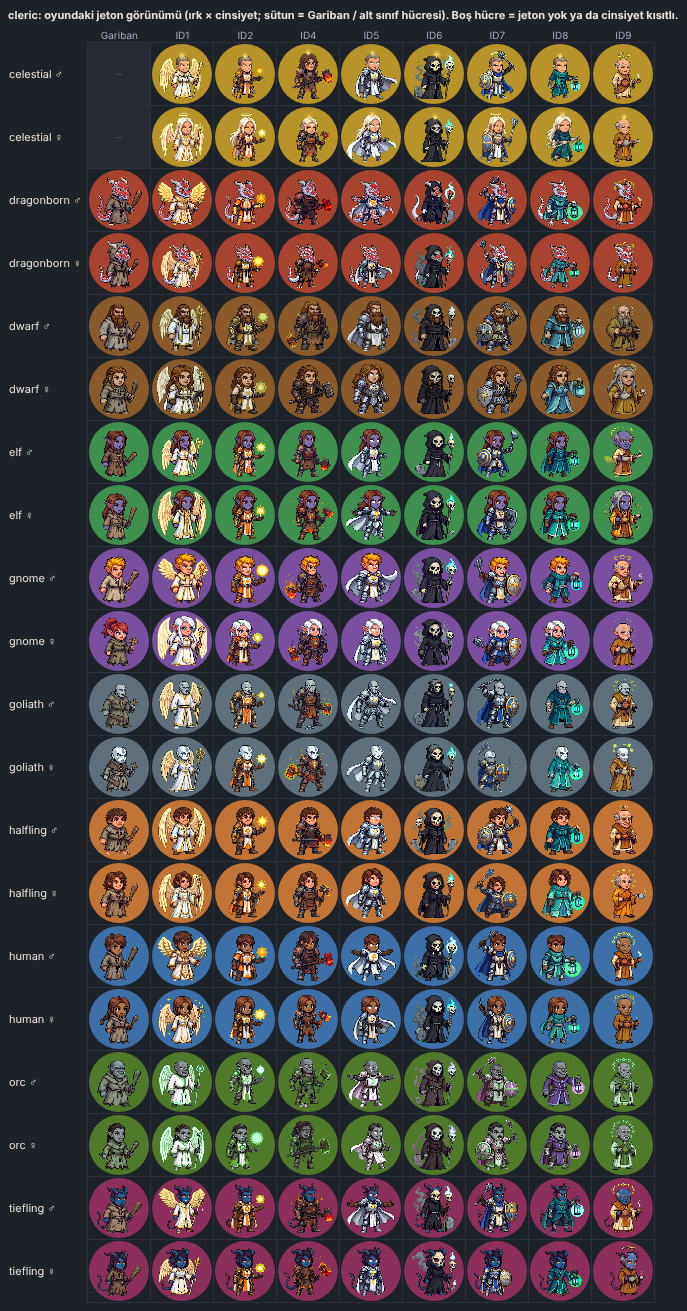 cleric: oyundaki jeton görünümü (ırk × cinsiyet; sütun = Gariban / alt sınıf hücresi). Boş hücre = jeton yok ya da cinsiyet kısıtlı.
Gariban ID1 ID2 ID4 ID5 ID6 ID7 ID8 ID9
celestial ♂ –
celestial ♀ –
dragonborn ♂
dragonborn ♀
dwarf ♂
dwarf ♀
elf ♂
elf ♀
gnome ♂
gnome ♀
goliath ♂
goliath ♀
halfling ♂
halfling ♀
human ♂
human ♀
orc ♂
orc ♀
tiefling ♂
tiefling ♀